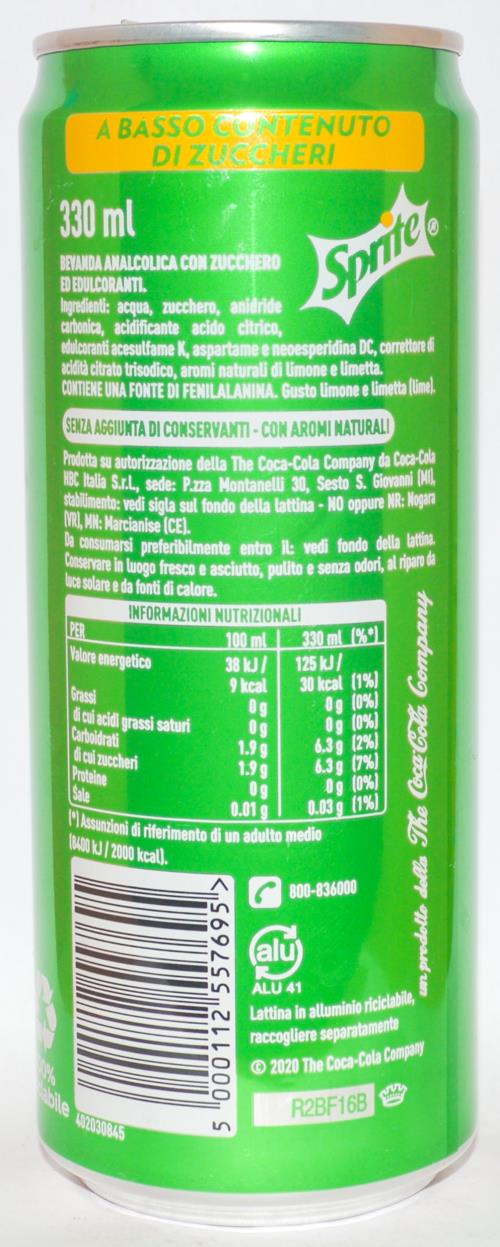 A BASSO CONTENUTO
DI ZUCCHERI
330 ml
Sprite®
BEVANDA ANALCOLICA CON ZUCCHERO
ED EDULCORANTI.
Ingredienti: acqua, zucchero, anidride
carbonica, acidificante acido citrico,
edulcoranti acesulfame K, aspartame e neoesperidina DC, correttore di
acidità citrato trisodico, aromi naturali di limone e limetta.
CONTIENE UNA FONTE DI FENILALANINA. Gusto limone e limetta (lime).
SENZA AGGIUNTA DI CONSERVANTI - CON AROMI NATURALI
Prodotta su autorizzazione della The Coca-Cola Company da Coca-Cola
HBC Italia S.r.L., sede: P.zza Montanelli 30, Sesto S. Giovanni (MI),
stabilimento: vedi sigla sul fondo della lattina - NO oppure NR: Nogara
(VR), MN: Marcianise (CE).
Da consumarsi preferibilmente entro il: vedi fondo della lattina.
Conservare in luogo fresco e asciutto, pulito e senza odori, al riparo da
luce solare e da fonti di calore.
INFORMAZIONI NUTRIZIONALI
PER 100 ml 330 ml (%*)
Valore energetico 38 kJ / 125 kJ /
9 kcal 30 kcal (1%)
Grassi 0 g 0 g (0%)
di cui acidi grassi saturi 0 g 0 g (0%)
Carboidrati 1.9 g 6.3 g (2%)
di cui zuccheri 1.9 g 6.3 g (7%)
Proteine 0 g 0 g (0%)
Sale 0.01 g 0.03 g (1%)
(*) Assunzioni di riferimento di un adulto medio
(8400 kJ / 2000 kcal).
un prodotto della The Coca-Cola Company
800-836000
alu
ALU 41
Lattina in alluminio riciclabile,
raccogliere separatamente
© 2020 The Coca-Cola Company
R2BF16B
5 000112 557695 >
402030845